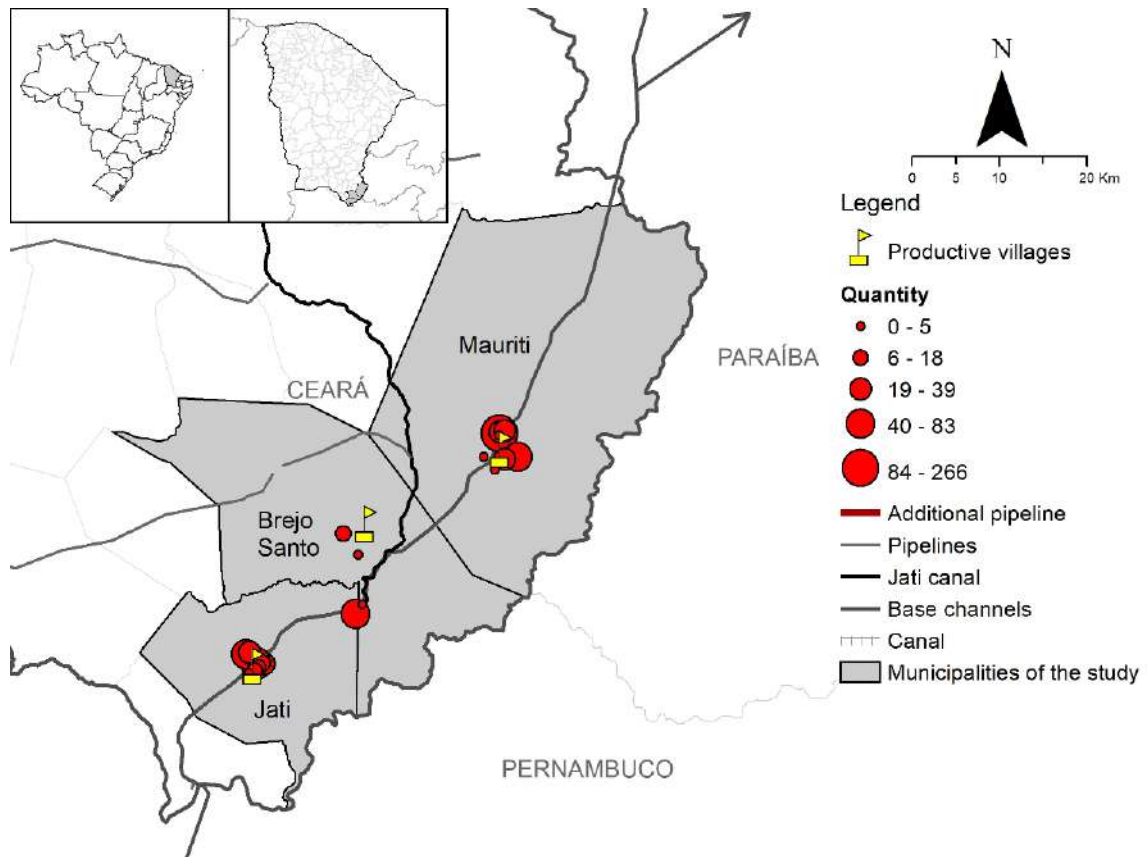 N
0 5 10 20 Km
Legend
Productive villages
Quantity
0 - 5
6 - 18
19 - 39
40 - 83
84 - 266
Additional pipeline
Pipelines
Jati canal
Base channels
Canal
Municipalities of the study
Mauriti
PARAÍBA
CEARÁ
Brejo
Santo
Jati
PERNAMBUCO